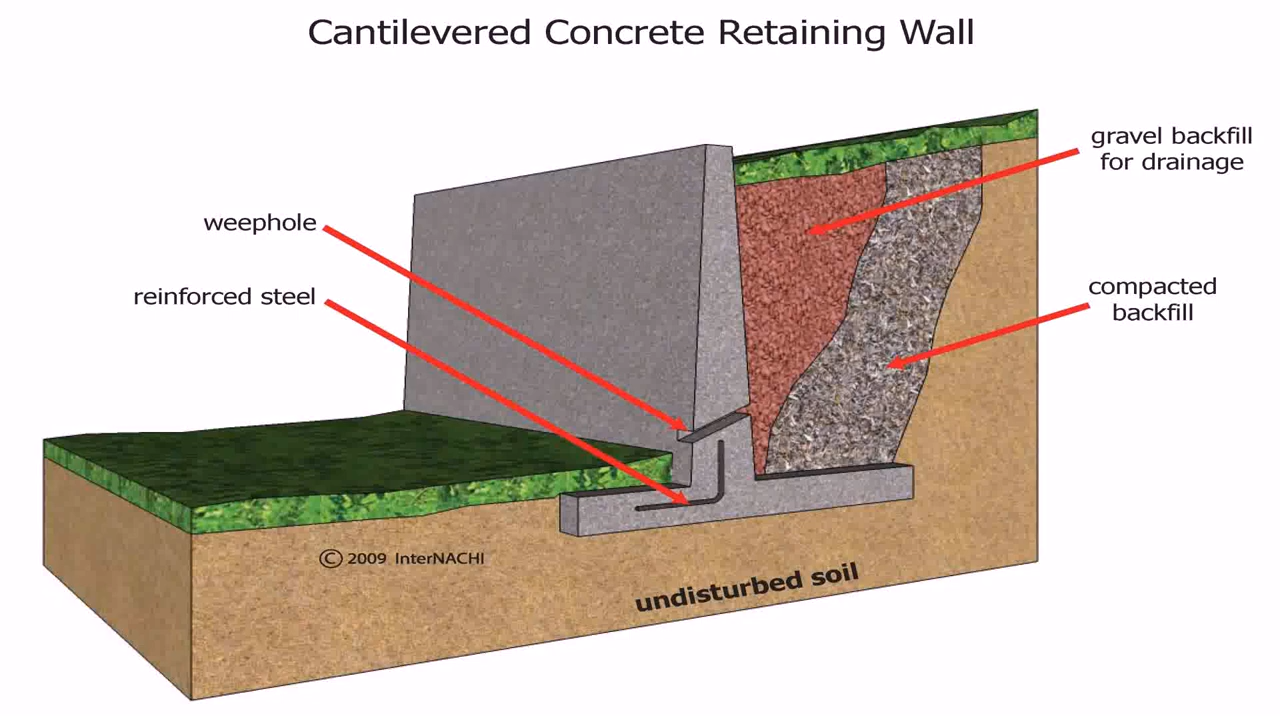 Cantilevered Concrete Retaining Wall
gravel backfill
for drainage
weephole
reinforced steel
compacted
backfill
© 2009 InterNACHI
undisturbed soil